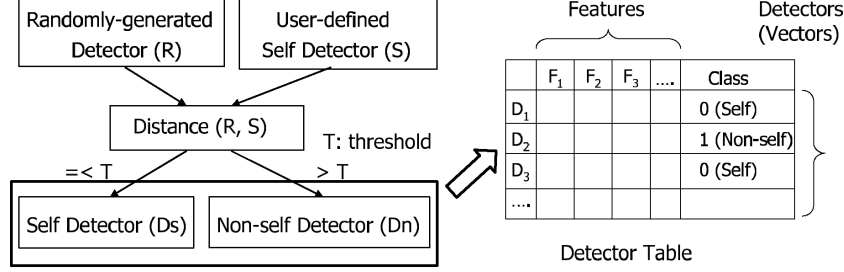 Randomly-generated
Detector (R)
User-defined
Self Detector (S)
Distance (R, S)
T: threshold
=< T
> T
Self Detector (Ds)
Non-self Detector (Dn)
Features
Detectors
(Vectors)
F1 F2 F3 .... Class
D1 0 (Self)
D2 1 (Non-self)
D3 0 (Self)
....
Detector Table